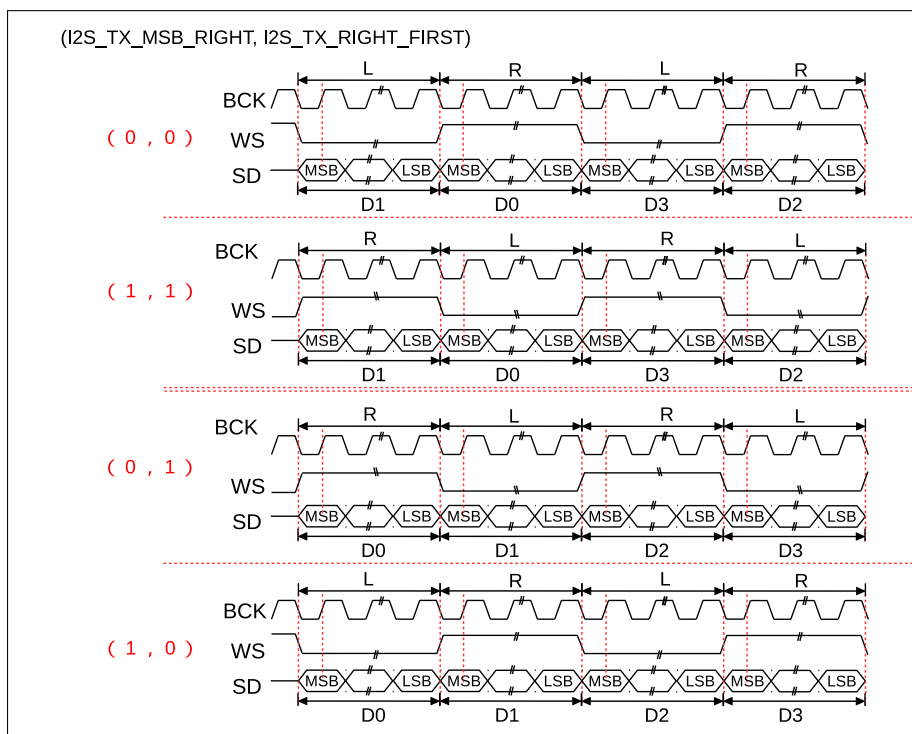 (I2S_TX_MSB_RIGHT, I2S_TX_RIGHT_FIRST)
L R L R
BCK
( 0 , 0 )
WS
SD MSB LSB MSB LSB MSB LSB MSB LSB
D1 D0 D3 D2
R L R L
BCK
( 1 , 1 )
WS
SD MSB LSB MSB LSB MSB LSB MSB LSB
D1 D0 D3 D2
R L R L
BCK
( 0 , 1 )
WS
SD MSB LSB MSB LSB MSB LSB MSB LSB
D0 D1 D2 D3
L R L R
BCK
( 1 , 0 )
WS
SD MSB LSB MSB LSB MSB LSB MSB LSB
D0 D1 D2 D3